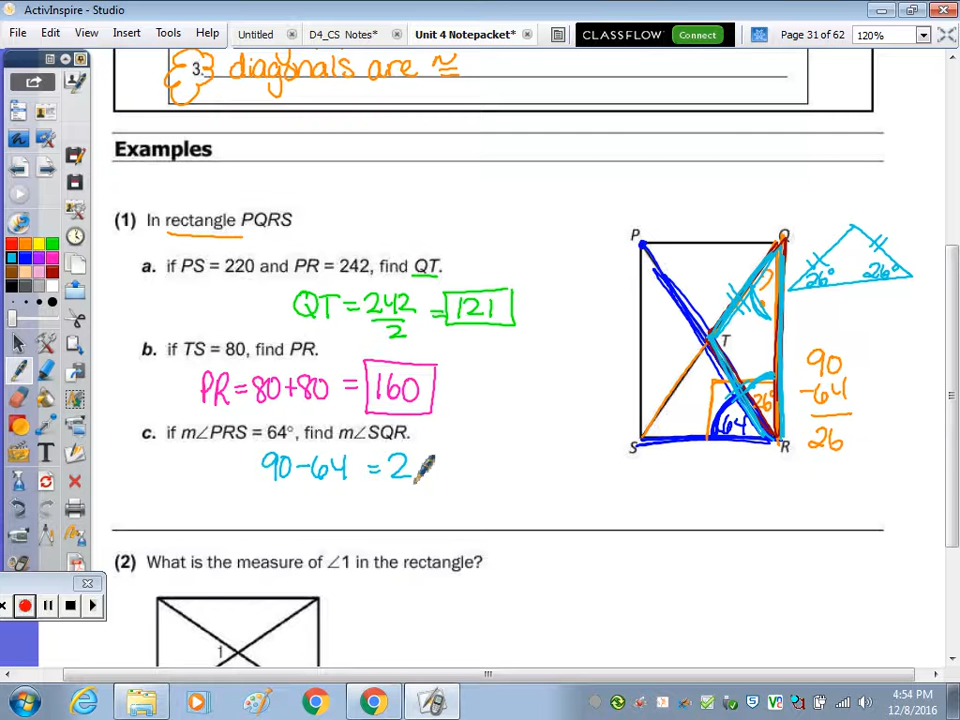 ActivInspire - Studio
File Edit View Insert Tools Help Untitled D4_CS Notes* Unit 4 Notepacket* CLASSFLOW Connect Page 31 of 62 120%
3. diagonals are ≅
Examples
(1) In rectangle PQRS
a. if PS = 220 and PR = 242, find QT.
QT = 242/2 = 121
b. if TS = 80, find PR.
PR = 80+80 = 160
c. if m∠PRS = 64°, find m∠SQR.
90-64 = 2
P Q
26° 26°
T
26°
64
S R
90
-64
26
(2) What is the measure of ∠1 in the rectangle?
1
4:54 PM
12/8/2016